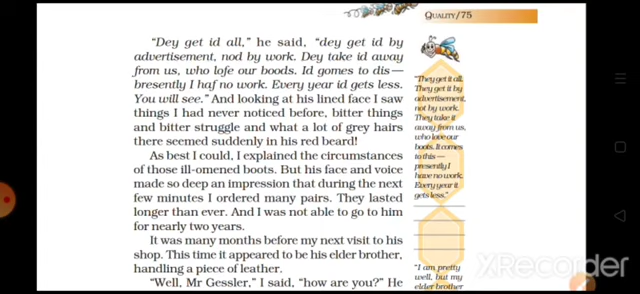 QUALITY/75
“Dey get id all,” he said, “dey get id by
advertisement, nod by work. Dey take id away
from us, who lofe our boods. Id gomes to dis—
bresently I haf no work. Every year id gets less.
You will see.” And looking at his lined face I saw
things I had never noticed before, bitter things
and bitter struggle and what a lot of grey hairs
there seemed suddenly in his red beard!
As best I could, I explained the circumstances
of those ill-omened boots. But his face and voice
made so deep an impression that during the next
few minutes I ordered many pairs. They lasted
longer than ever. And I was not able to go to him
for nearly two years.
It was many months before my next visit to his
shop. This time it appeared to be his elder brother,
handling a piece of leather.
“Well, Mr Gessler,” I said, “how are you?” He
“They get it all.
They get it by
advertisement,
not by work.
They take it
away from us,
who love our
boots. It comes
to this —
presently I
have no work.
Every year it
gets less.”
“I am pretty
well, but my
elder brother
XRecorder